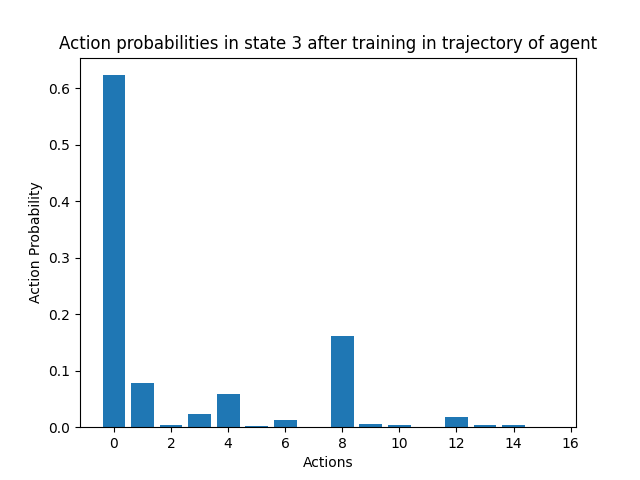 Action probabilities in state 3 after training in trajectory of agent
Action Probability
0.6
0.5
0.4
0.3
0.2
0.1
0.0
0 2 4 6 8 10 12 14 16
Actions